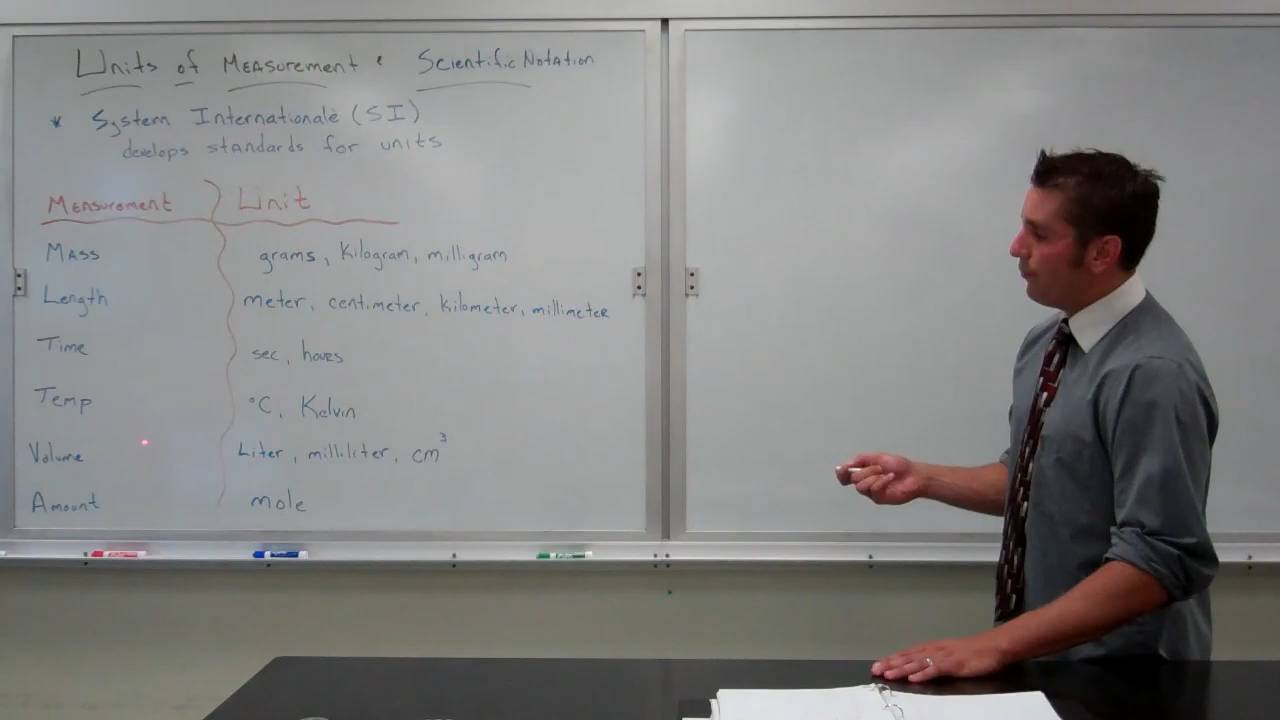 Units of Measurement & Scientific Notation
* System Internationalè (SI)
develops standards for units
Measurement Unit
Mass grams, Kilogram, milligram
Length meter, centimeter, Kilometer, millimeter
Time sec, hours
Temp °C, Kelvin
Volume Liter, milliliter, cm³
Amount mole